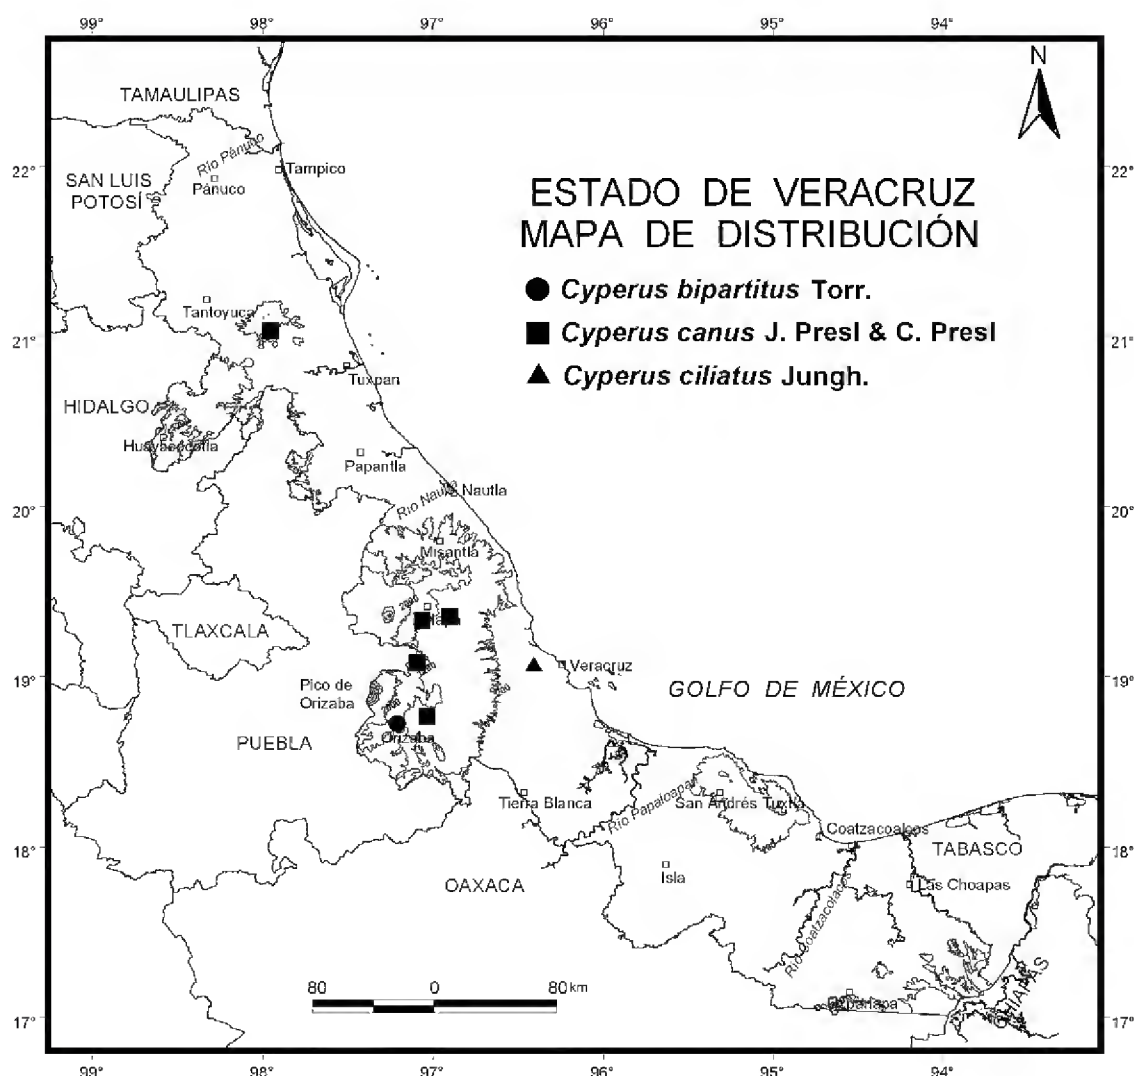 99° 98° 97° 96° 95° 94°
N
TAMAULIPAS
22° 22°
Río Pánuco
Tampico
SAN LUIS
POTOSÍ
Pánuco
ESTADO DE VERACRUZ
MAPA DE DISTRIBUCIÓN
Cyperus bipartitus Torr.
Cyperus canus J. Presl & C. Presl
Cyperus ciliatus Jungh.
Tantoyuca
21° 21°
Tuxpan
HIDALGO
Huayacocotla
Papantla
Río Nautla
Nautla
20° 20°
Misantla
2000
TLAXCALA
Veracruz
19° 19°
Pico de
Orizaba
GOLFO DE MÉXICO
PUEBLA
Orizaba
Tierra Blanca
Río Papaloapan
San Andrés Tuxtla
Coatzacoalcos
18° 18°
TABASCO
Isla
OAXACA
Las Choapas
Río Coatzacoalcos
CHIAPAS
80 0 80 km
17° 17°
99° 98° 97° 96° 95° 94°